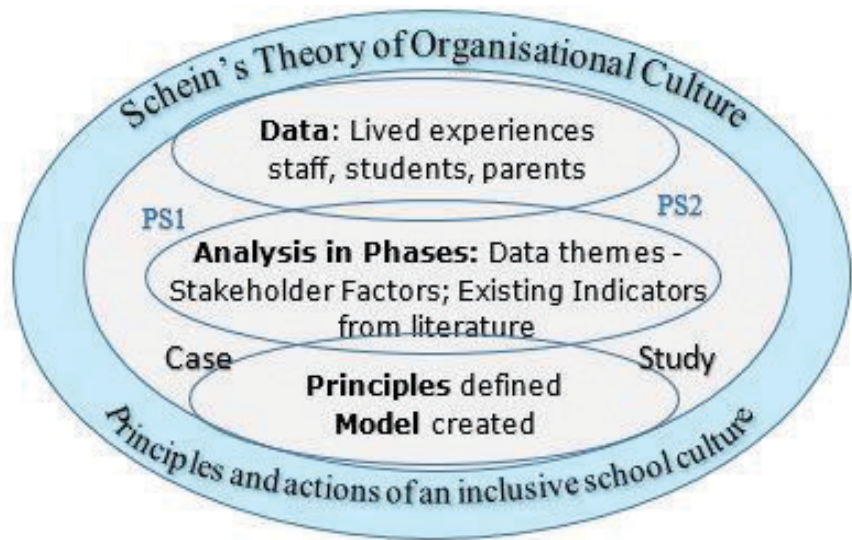 Schein's Theory of Organisational Culture
Data: Lived experiences
staff, students, parents
PS1
PS2
Analysis in Phases: Data themes -
Stakeholder Factors; Existing Indicators
from literature
Case
Study
Principles defined
Model created
Principles and actions of an inclusive school culture